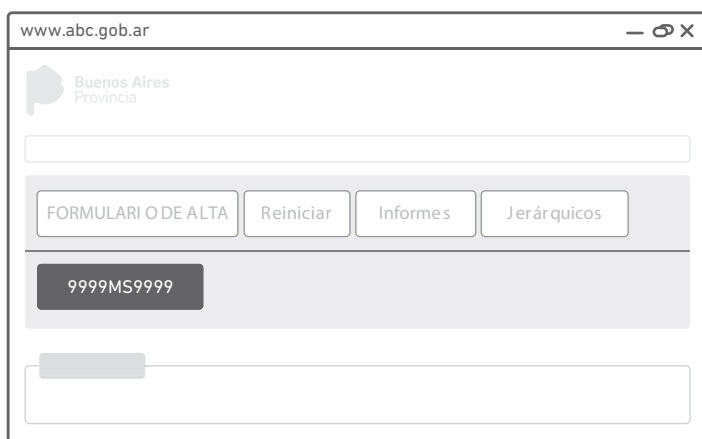 www.abc.gob.ar
Buenos Aires
Provincia
FORMULARIO DE ALTA Reiniciar Informes Jerárquicos
9999MS9999